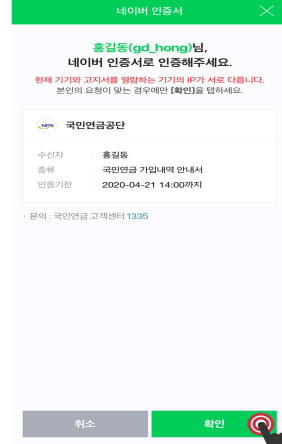 네이버 인증서
홍길동(gd_hong)님,
네이버 인증서로 인증해주세요.
현재 기기와 고지서를 열람하는 기기의 IP가 서로 다릅니다.
본인의 요청이 맞는 경우에만 [확인]을 탭하세요.
NPS 국민연금공단
수신자 홍길동
종류 국민연금 가입내역 안내서
인증기한 2020-04-21 14:00까지
· 문의 : 국민연금 고객센터 1335
취소 확인